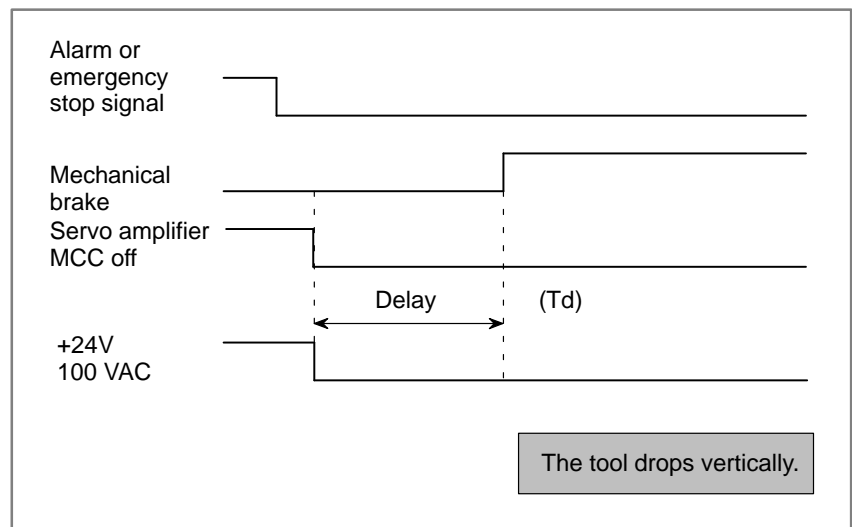 Alarm or
emergency
stop signal
Mechanical
brake
Servo amplifier
MCC off
Delay (Td)
+24V
100 VAC
The tool drops vertically.